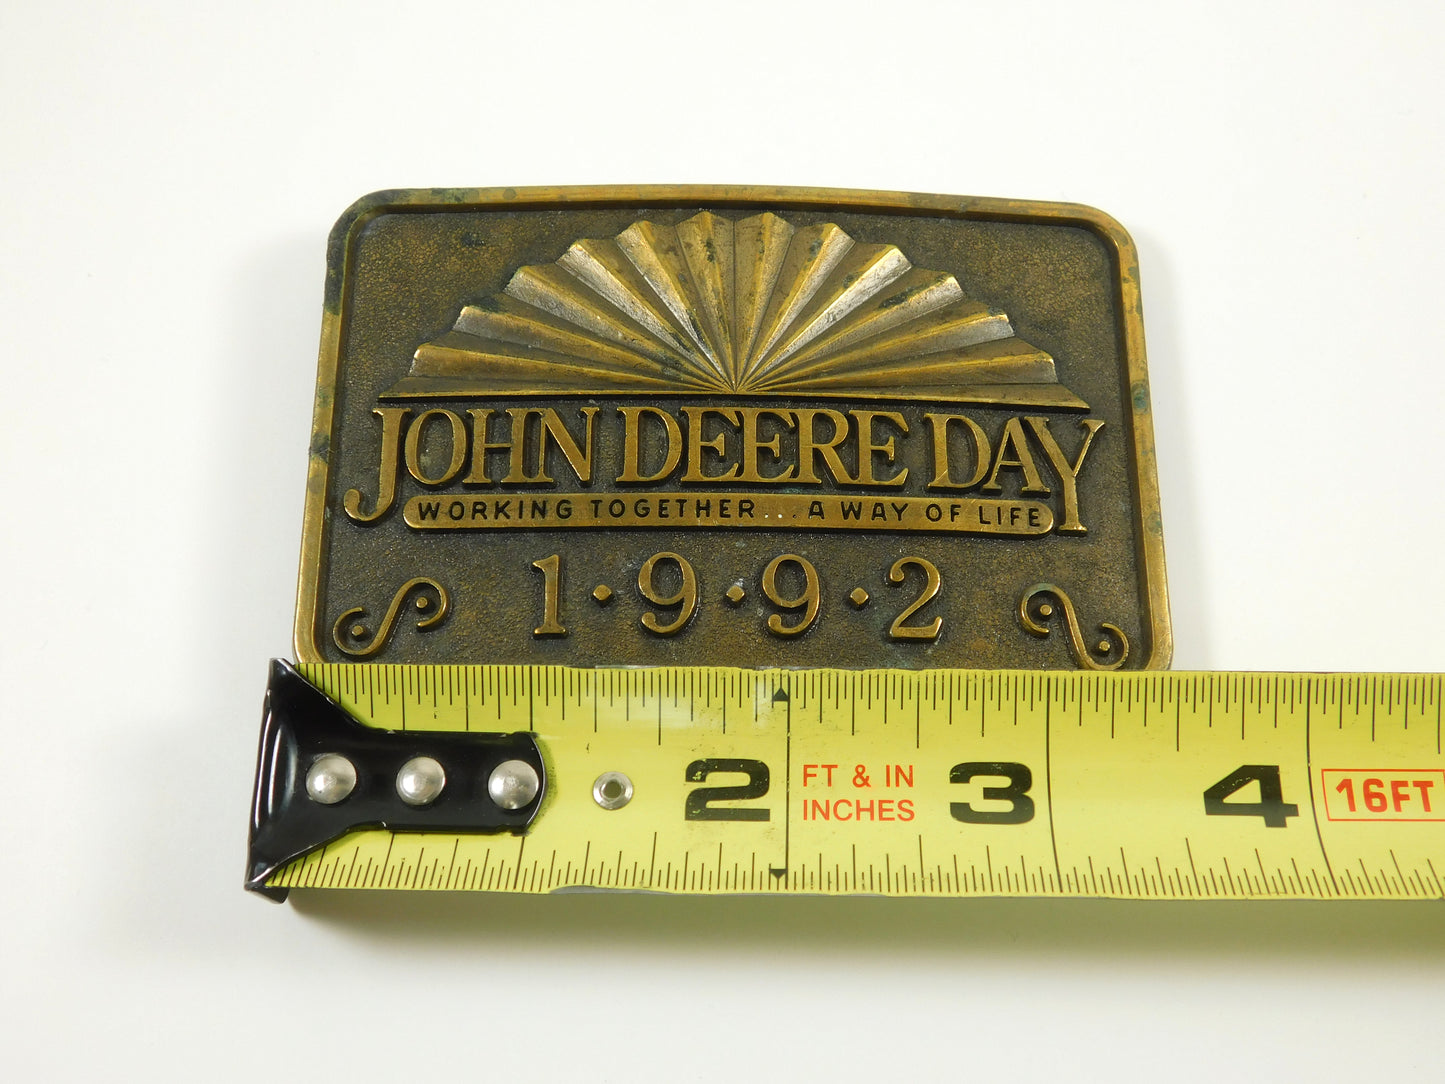 JOHN DEERE DAY
WORKING TOGETHER... A WAY OF LIFE
1·9·9·2
2 FT & IN 3 4 16FT
INCHES